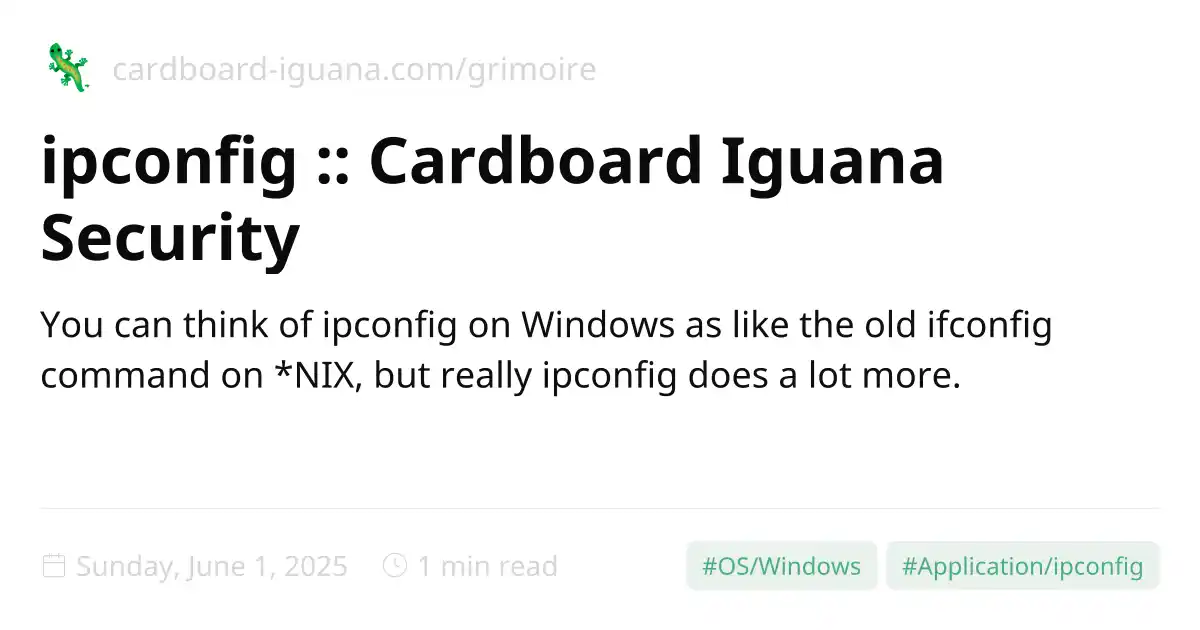 cardboard-iguana.com/grimoire
ipconfig :: Cardboard Iguana
Security
You can think of ipconfig on Windows as like the old ifconfig
command on *NIX, but really ipconfig does a lot more.
Sunday, June 1, 2025 1 min read #OS/Windows #Application/ipconfig